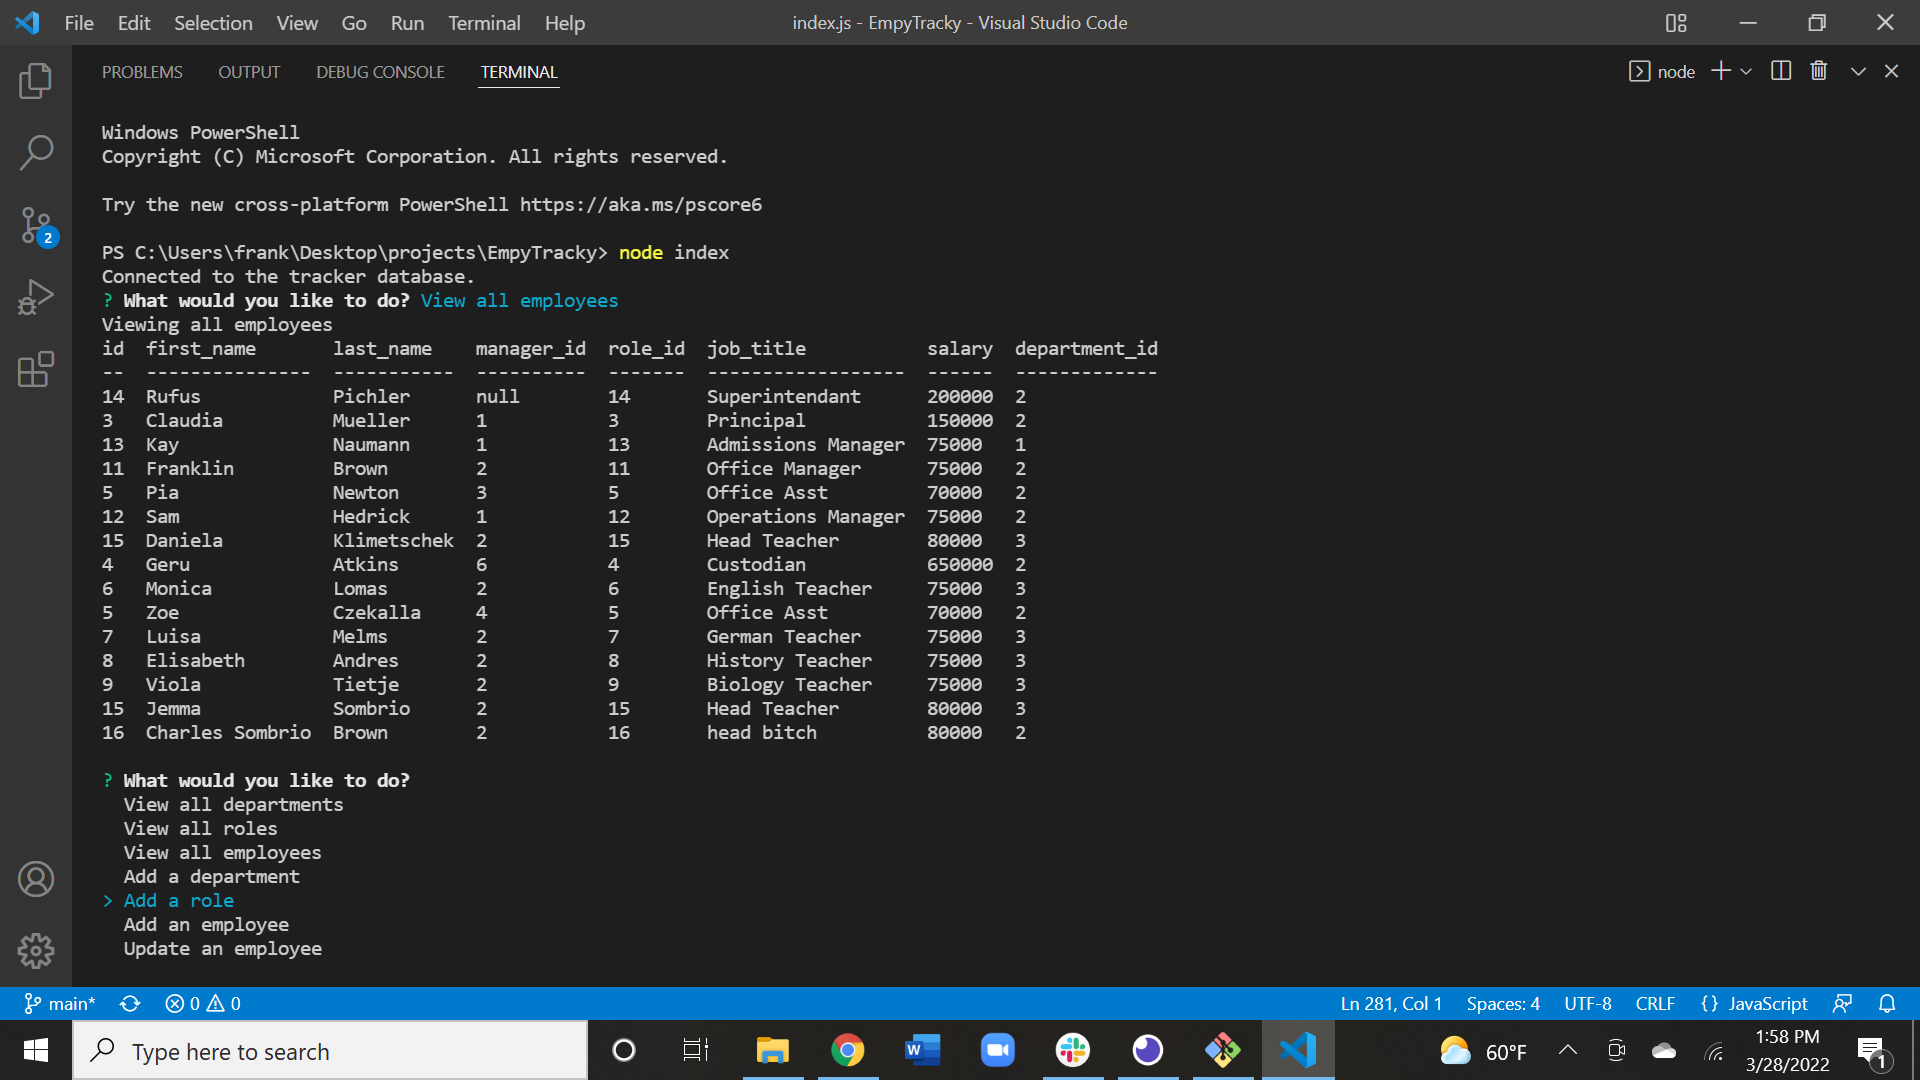 File Edit Selection View Go Run Terminal Help index.js - EmpyTracky - Visual Studio Code
PROBLEMS OUTPUT DEBUG CONSOLE TERMINAL node
Windows PowerShell
Copyright (C) Microsoft Corporation. All rights reserved.
Try the new cross-platform PowerShell https://aka.ms/pscore6
2
PS C:\Users\frank\Desktop\projects\EmpyTracky> node index
Connected to the tracker database.
? What would you like to do? View all employees
Viewing all employees
id first_name last_name manager_id role_id job_title salary department_id
-- --------------- ----------- ---------- ------- ------------------ ------ -------------
14 Rufus Pichler null 14 Superintendant 200000 2
3 Claudia Mueller 1 3 Principal 150000 2
13 Kay Naumann 1 13 Admissions Manager 75000 1
11 Franklin Brown 2 11 Office Manager 75000 2
5 Pia Newton 3 5 Office Asst 70000 2
12 Sam Hedrick 1 12 Operations Manager 75000 2
15 Daniela Klimetschek 2 15 Head Teacher 80000 3
4 Geru Atkins 6 4 Custodian 650000 2
6 Monica Lomas 2 6 English Teacher 75000 3
5 Zoe Czekalla 4 5 Office Asst 70000 2
7 Luisa Melms 2 7 German Teacher 75000 3
8 Elisabeth Andres 2 8 History Teacher 75000 3
9 Viola Tietje 2 9 Biology Teacher 75000 3
15 Jemma Sombrio 2 15 Head Teacher 80000 3
16 Charles Sombrio Brown 2 16 head bitch 80000 2
? What would you like to do?
View all departments
View all roles
View all employees
Add a department
> Add a role
Add an employee
Update an employee
main* 0 0 Ln 281, Col 1 Spaces: 4 UTF-8 CRLF {} JavaScript
Type here to search W 60°F 1:58 PM
3/28/2022 1